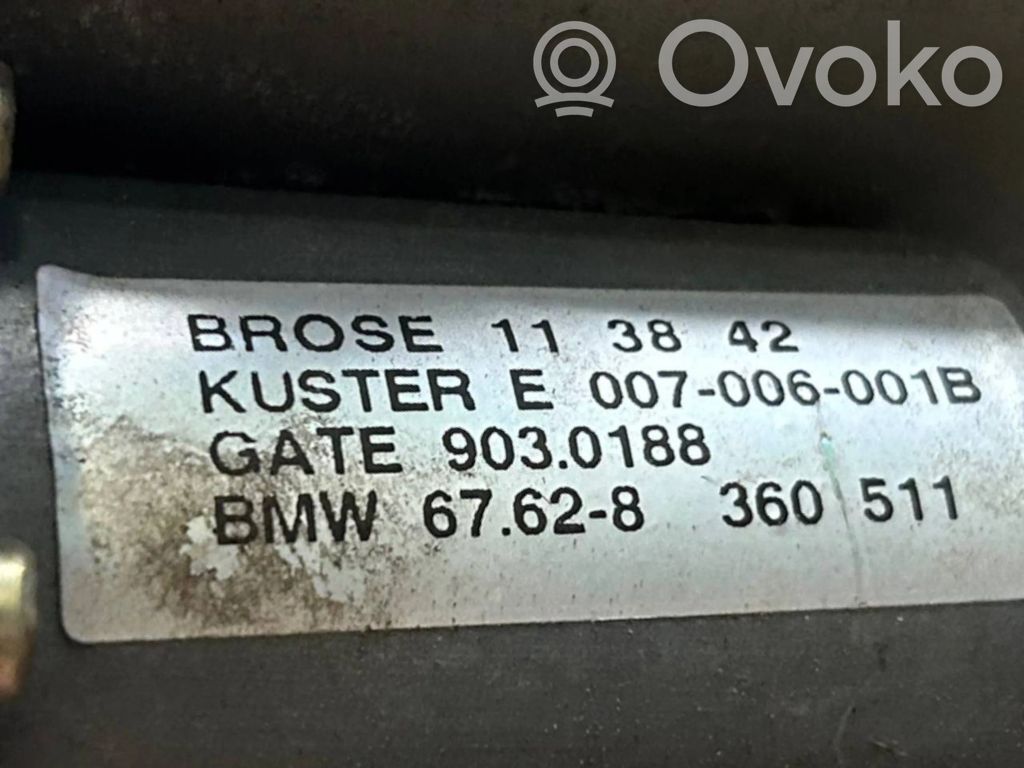 Ovoko
BROSE 11 38 42
KUSTER E 007-006-001B
GATE 903.0188
BMW 67.62-8 360 511